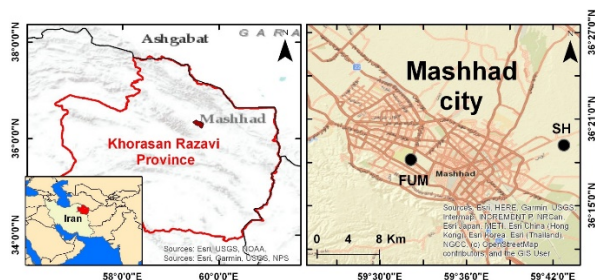 38°0'0"N
36°0'0"N
34°0'0"N
Ashgabat
GARA
Mashhad
Khorasan Razavi
Province
Iran
Sources: Esri, USGS, NOAA
Sources: Esri, Garmin, USGS, NPS
58°0'0"E
60°0'0"E
Mashhad
city
SH
FUM
Mashhad
0 4 8 Km
Sources: Esri, HERE, Garmin, USGS,
Intermap, INCREMENT P, NRCan,
Esri Japan, METI, Esri China (Hong
Kong), Esri Korea, Esri (Thailand),
NGCC, (c) OpenStreetMap
contributors, and the GIS User
36°27'0"N
36°21'0"N
36°15'0"N
59°30'0"E
59°36'0"E
59°42'0"E